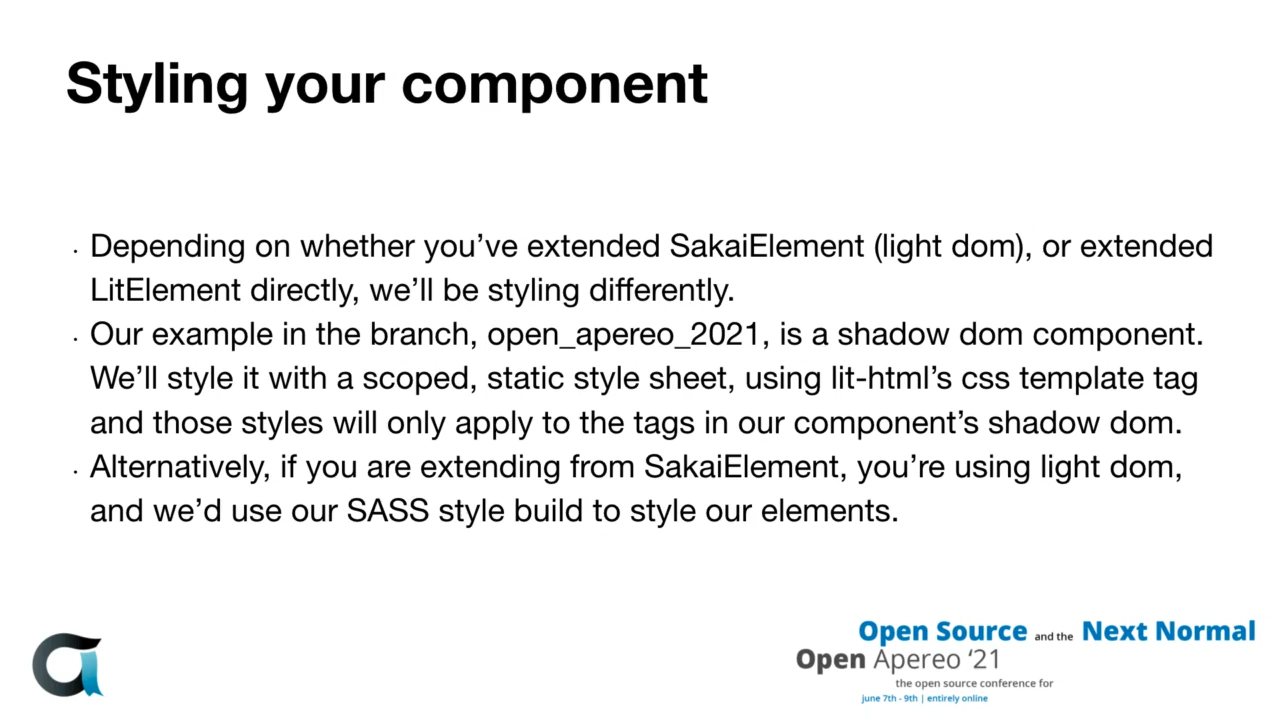 Styling your component
· Depending on whether you’ve extended SakaiElement (light dom), or extended
LitElement directly, we’ll be styling differently.
· Our example in the branch, open_apereo_2021, is a shadow dom component.
We’ll style it with a scoped, static style sheet, using lit-html’s css template tag
and those styles will only apply to the tags in our component’s shadow dom.
· Alternatively, if you are extending from SakaiElement, you’re using light dom,
and we’d use our SASS style build to style our elements.
Open Source and the Next Normal
Open Apereo ‘21
the open source conference for
june 7th - 9th | entirely online